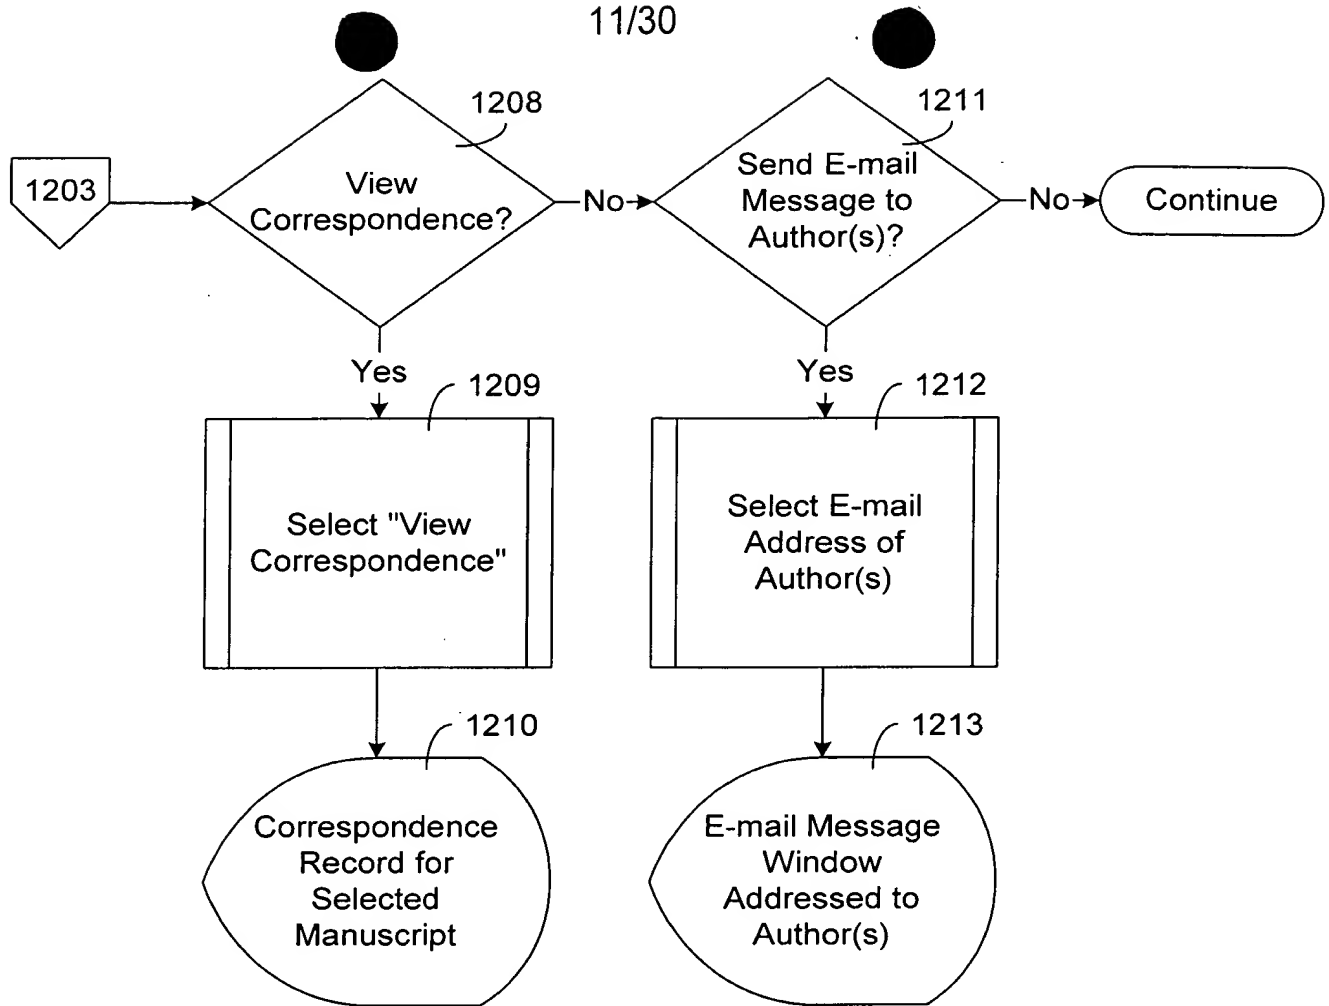 11/30
1208
1211
1203
View
Correspondence?
No
Send E-mail
Message to
Author(s)?
No
Continue
Yes
1209
Yes
1212
Select "View
Correspondence"
Select E-mail
Address of
Author(s)
1210
1213
Correspondence
Record for
Selected
Manuscript
E-mail Message
Window
Addressed to
Author(s)